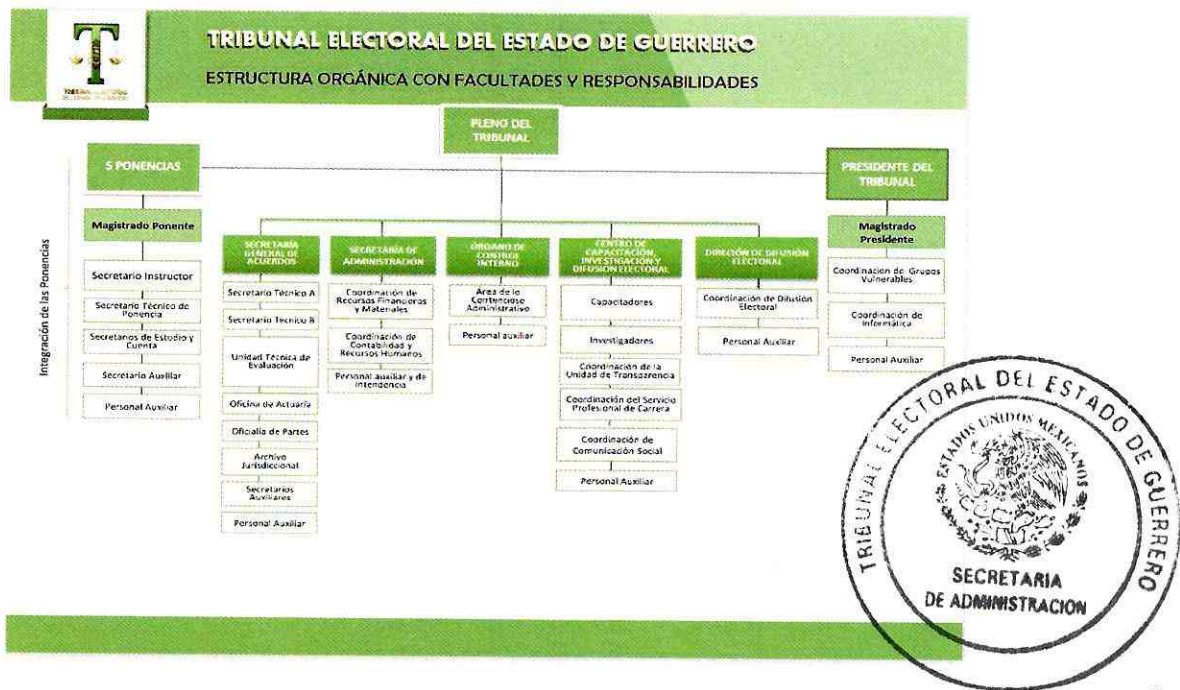 TRIBUNAL ELECTORAL DEL ESTADO DE GUERRERO
ESTRUCTURA ORGÁNICA CON FACULTADES Y RESPONSABILIDADES
PLENO DEL
TRIBUNAL
5 PONENCIAS
PRESIDENTE DEL
TRIBUNAL
Integración de las Ponencias
Magistrado Ponente
Secretario Instructor
Secretario Técnico de
Ponencia
Secretarios de Estudio y
Cuenta
Secretario Auxiliar
Personal Auxiliar
SECRETARÍA
GENERAL DE
ACUERDOS
Secretario Técnico A
Secretario Tecnico B
Unidad Técnica de
Evaluación
Oficina de Actuaría
Oficialía de Partes
Archivo
Jurisdiccional
Secretarios
Auxiliares
Personal Auxiliar
SECRETARÍA DE
ADMINISTRACIÓN
Coordinación de
Recursos Financieros
y Materiales
Coordinación de
Contabilidad y
Recursos Humanos
Personal auxiliar y de
intendencia
ÓRGANO DE
CONTROL
INTERNO
Area de lo
Contencioso
Administrativo
Personal auxiliar
CENTRO DE
CAPACITACIÓN,
INVESTIGACIÓN Y
DIFUSIÓN ELECTORAL
Capacitadores
Investigadores
Coordinación de la
Unidad de Transparencia
Coordinación del Servicio
Profesional de Carrera
Coordinación de
Comunicación Social
Personal Auxiliar
DIRECIÓN DE DIFUSIÓN
ELECTORAL
Coordinación de Difusión
Electoral
Personal Auxiliar
Magistrado
Presidente
Coordinación de Grupos
Vulnerables
Coordinación de
Informática
Personal Auxiliar
TRIBUNAL ELECTORAL DEL ESTADO DE GUERRERO
ESTADOS UNIDOS MEXICANOS
SECRETARIA
DE ADMINISTRACION